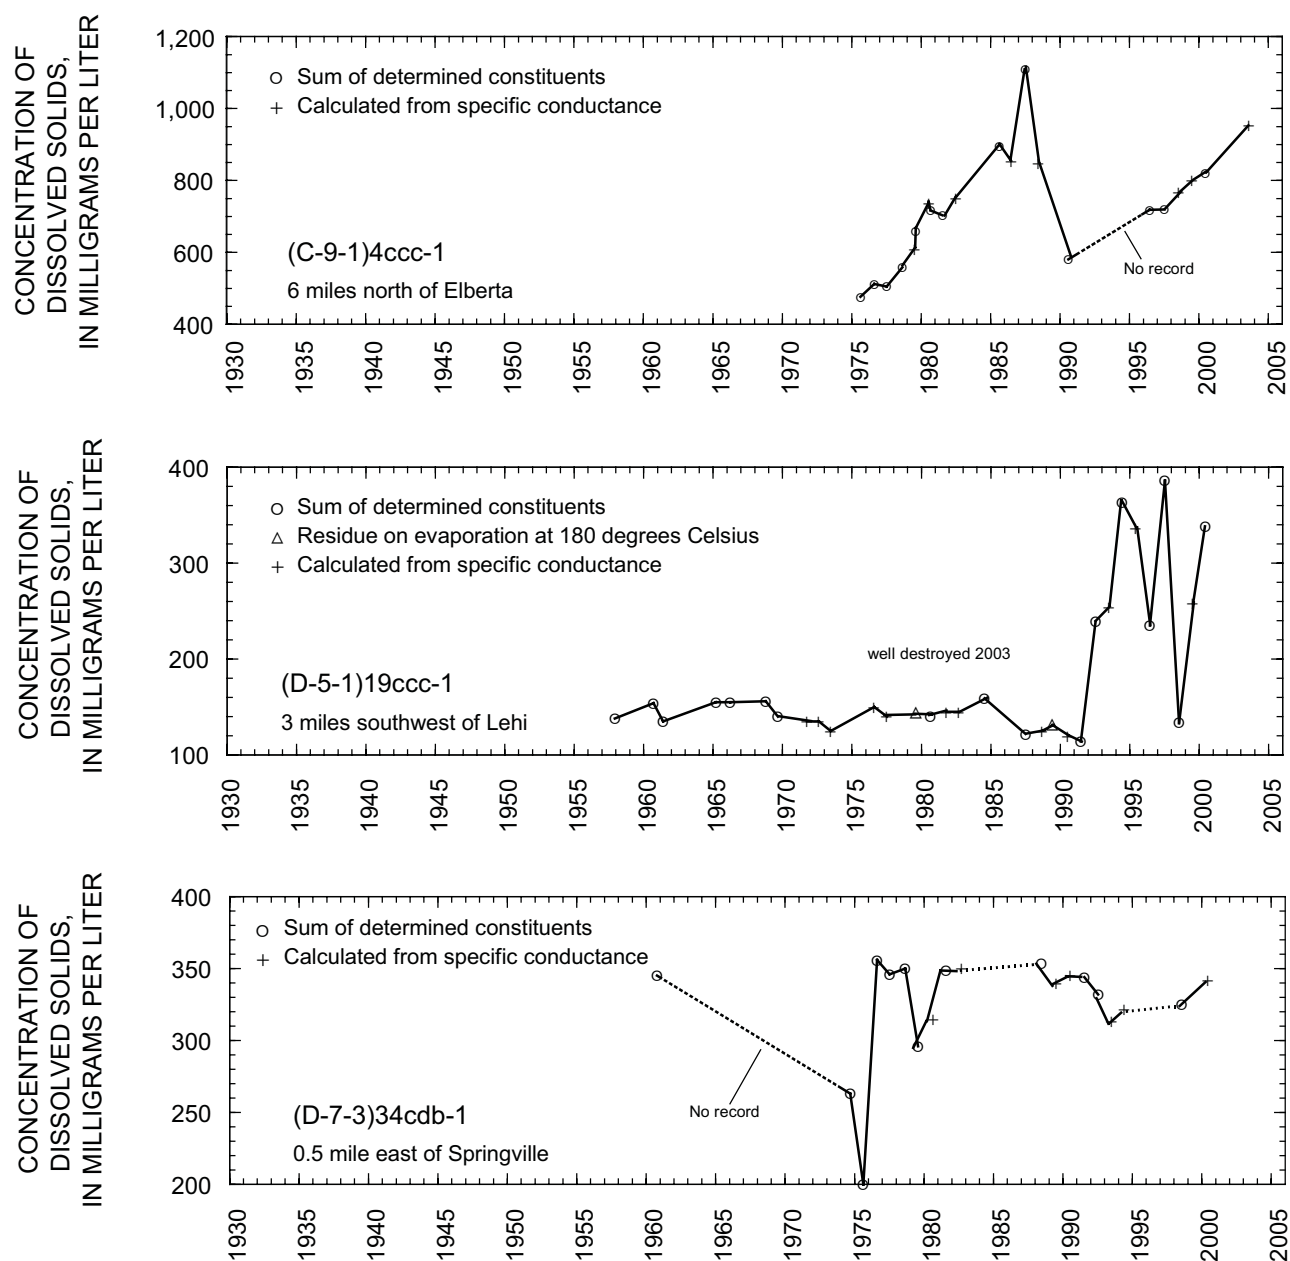 CONCENTRATION OF
DISSOLVED SOLIDS,
IN MILLIGRAMS PER LITER
1,200
1,000
800
600
400
Sum of determined constituents
Calculated from specific conductance
(C-9-1)4ccc-1
6 miles north of Elberta
No record
1930 1935 1940 1945 1950 1955 1960 1965 1970 1975 1980 1985 1990 1995 2000 2005
CONCENTRATION OF
DISSOLVED SOLIDS,
IN MILLIGRAMS PER LITER
400
300
200
100
Sum of determined constituents
Residue on evaporation at 180 degrees Celsius
Calculated from specific conductance
well destroyed 2003
(D-5-1)19ccc-1
3 miles southwest of Lehi
1930 1935 1940 1945 1950 1955 1960 1965 1970 1975 1980 1985 1990 1995 2000 2005
CONCENTRATION OF
DISSOLVED SOLIDS,
IN MILLIGRAMS PER LITER
400
350
300
250
200
Sum of determined constituents
Calculated from specific conductance
No record
(D-7-3)34cdb-1
0.5 mile east of Springville
1930 1935 1940 1945 1950 1955 1960 1965 1970 1975 1980 1985 1990 1995 2000 2005